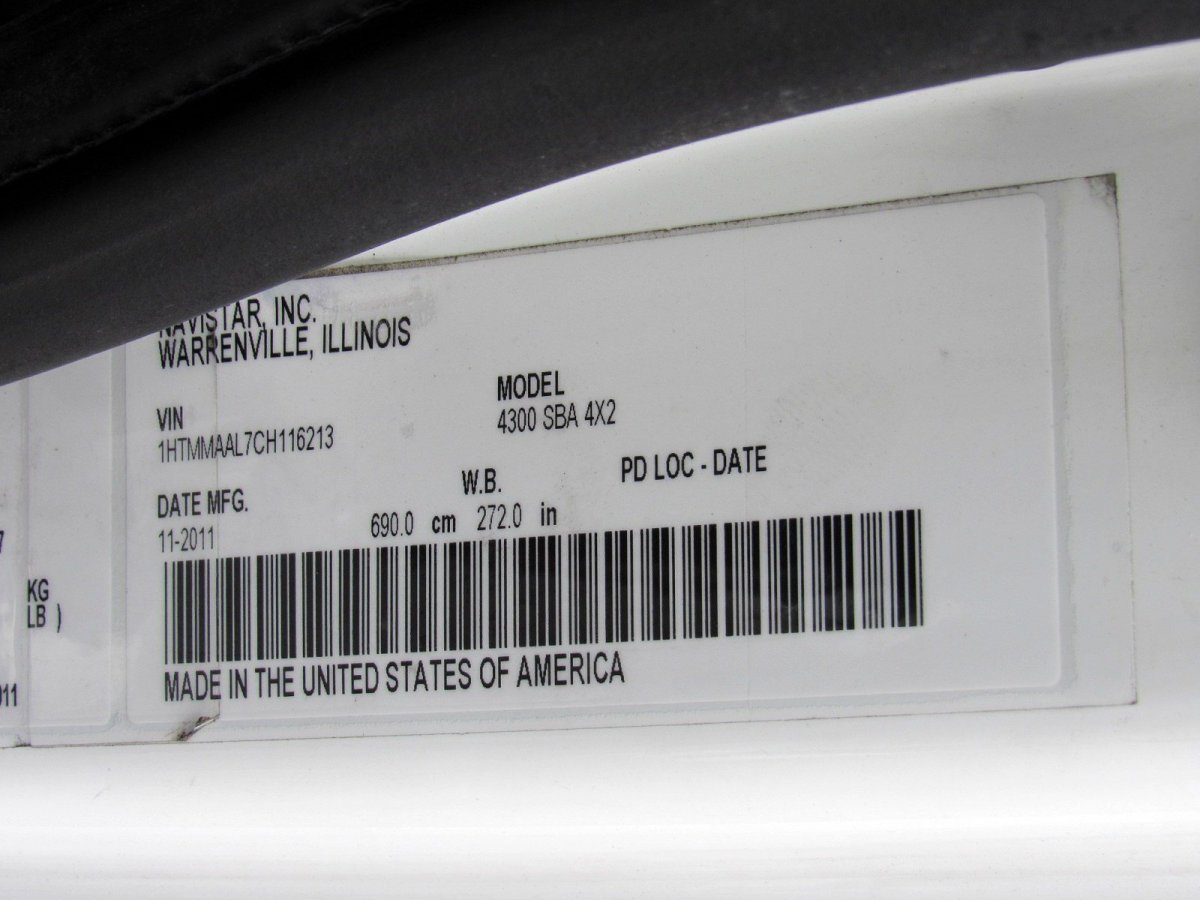 NAVISTAR, INC.
WARRENVILLE, ILLINOIS
VIN
1HTMMAAL7CH116213
MODEL
4300 SBA 4X2
DATE MFG.
11-2011
W.B.
690.0 cm 272.0 in
PD LOC - DATE
MADE IN THE UNITED STATES OF AMERICA
KG
LB )